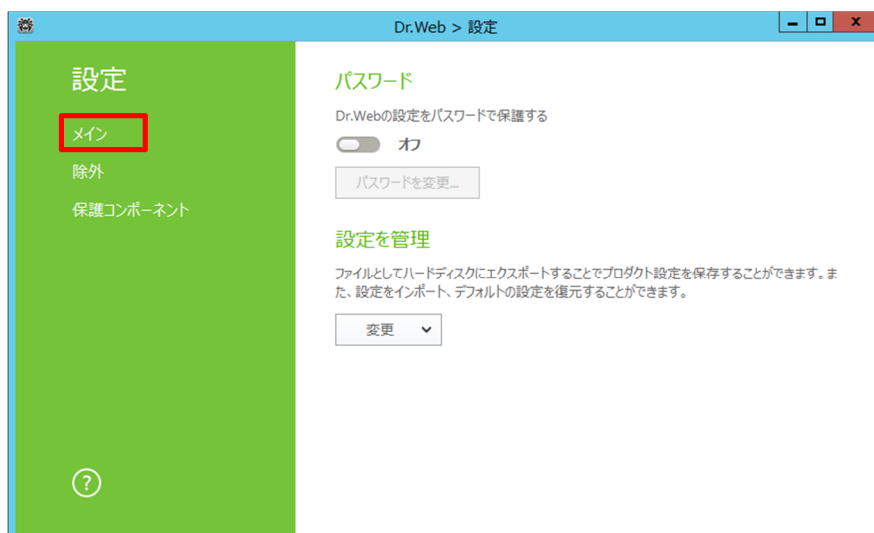 Dr.Web > 設定
設定
メイン
除外
保護コンポーネント
?
パスワード
Dr.Webの設定をパスワードで保護する
オフ
パスワードを変更...
設定を管理
ファイルとしてハードディスクにエクスポートすることでプロダクト設定を保存することができます。ま
た、設定をインポート、デフォルトの設定を復元することができます。
変更